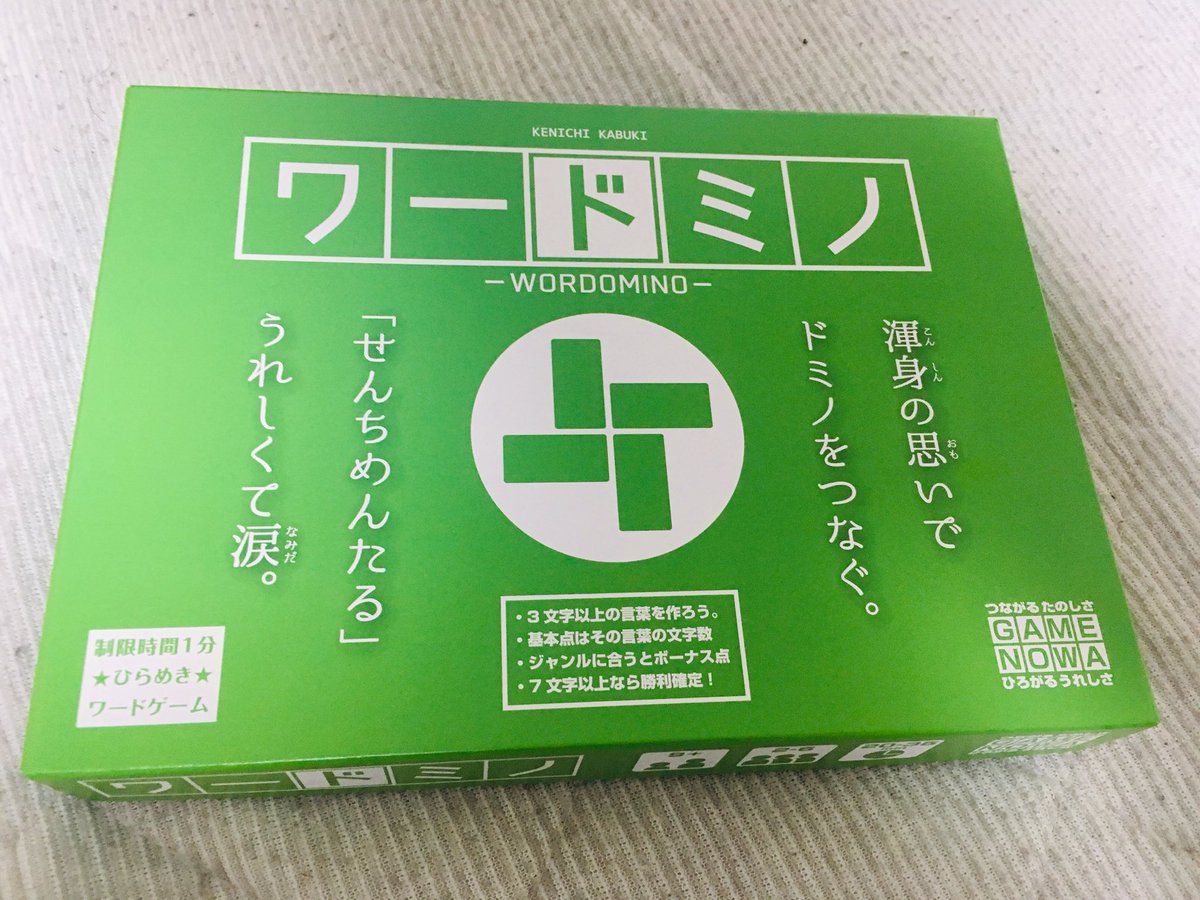 KENICHI KABUKI
ワードミノ
-WORDOMINO-
渾身の思いで
ドミノをつなぐ。
「せんちめんたる」
うれしくて涙。
・3文字以上の言葉を作ろう。
・基本点はその言葉の文字数
・ジャンルに合うとボーナス点
・7文字以上なら勝利確定！
制限時間1分
★ひらめき★
ワードゲーム
つながるたのしさ
GAME
NOWA
ひろがるうれしさ
ワードミノ